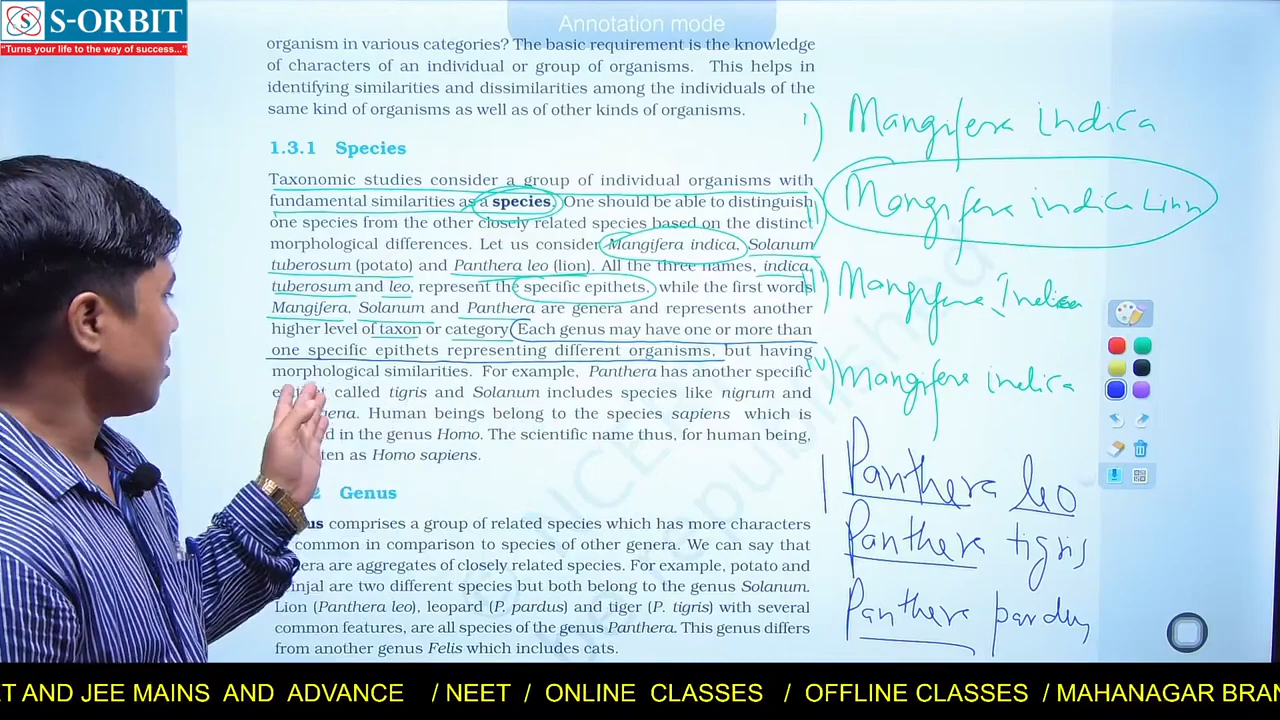 S-ORBIT
"Turns your life to the way of success..."
Annotation mode
organism in various categories? The basic requirement is the knowledge
of characters of an individual or group of organisms. This helps in
identifying similarities and dissimilarities among the individuals of the
same kind of organisms as well as of other kinds of organisms.
1.3.1 Species
Taxonomic studies consider a group of individual organisms with
fundamental similarities as a species. One should be able to distinguish
one species from the other closely related species based on the distinct
morphological differences. Let us consider Mangifera indica, Solanum
tuberosum (potato) and Panthera leo (lion). All the three names, indica,
tuberosum and leo, represent the specific epithets, while the first words
Mangifera, Solanum and Panthera are genera and represents another
higher level of taxon or category. Each genus may have one or more than
one specific epithets representing different organisms, but having
morphological similarities. For example, Panthera has another specific
called tigris and Solanum includes species like nigrum and
Human beings belong to the species sapiens which is
in the genus Homo. The scientific name thus, for human being,
as Homo sapiens.
Genus
comprises a group of related species which has more characters
common in comparison to species of other genera. We can say that
are aggregates of closely related species. For example, potato and
are two different species but both belong to the genus Solanum.
Lion (Panthera leo), leopard (P. pardus) and tiger (P. tigris) with several
common features, are all species of the genus Panthera. This genus differs
from another genus Felis which includes cats.
i) Mangifera indica
ii) Mangifera indica Linn
Mangifera Indica
iv) Mangifera indica
Panthera leo
Panthera tigris
Panthera pardus
ET AND JEE MAINS AND ADVANCE / NEET / ONLINE CLASSES / OFFLINE CLASSES / MAHANAGAR BRAN